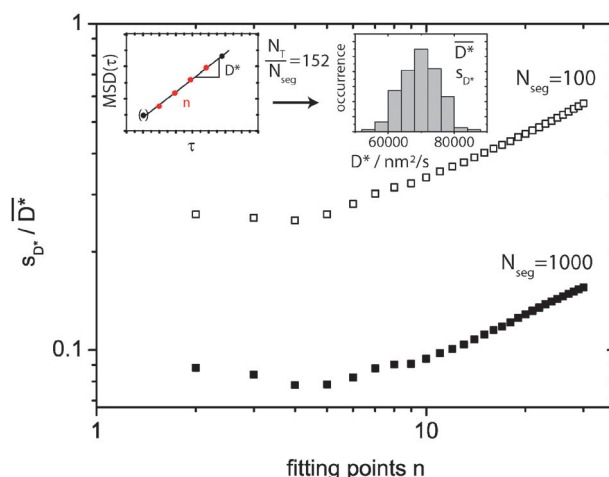 1
MSD(τ)
D*
n
(•)
τ
N_T
N_seg =152
occurrence
D̅*̅
s_D*
60000 80000
D* / nm²/s
N_seg=100
s_D* / D̅*̅
N_seg=1000
0.1
1 10
fitting points n